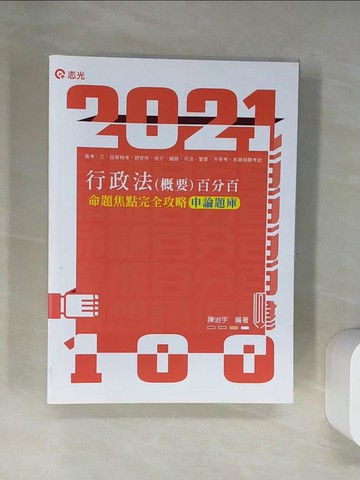 志光
2021
高考・三、四等特考・研究所・地方・鐵路・司法・警察・升等考・各類相關考試
行政法(概要)百分百
命題焦點完全攻略 申論題庫
陳治宇 編著
100